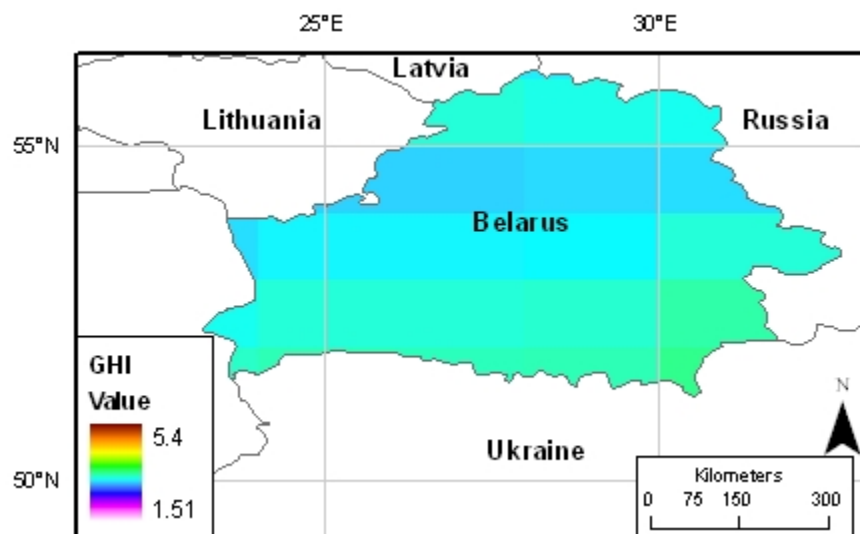 25°E 30°E
Latvia
Lithuania
Russia
55°N
Belarus
GHI
Value
5.4
1.51
Ukraine
N
50°N
Kilometers
0 75 150 300